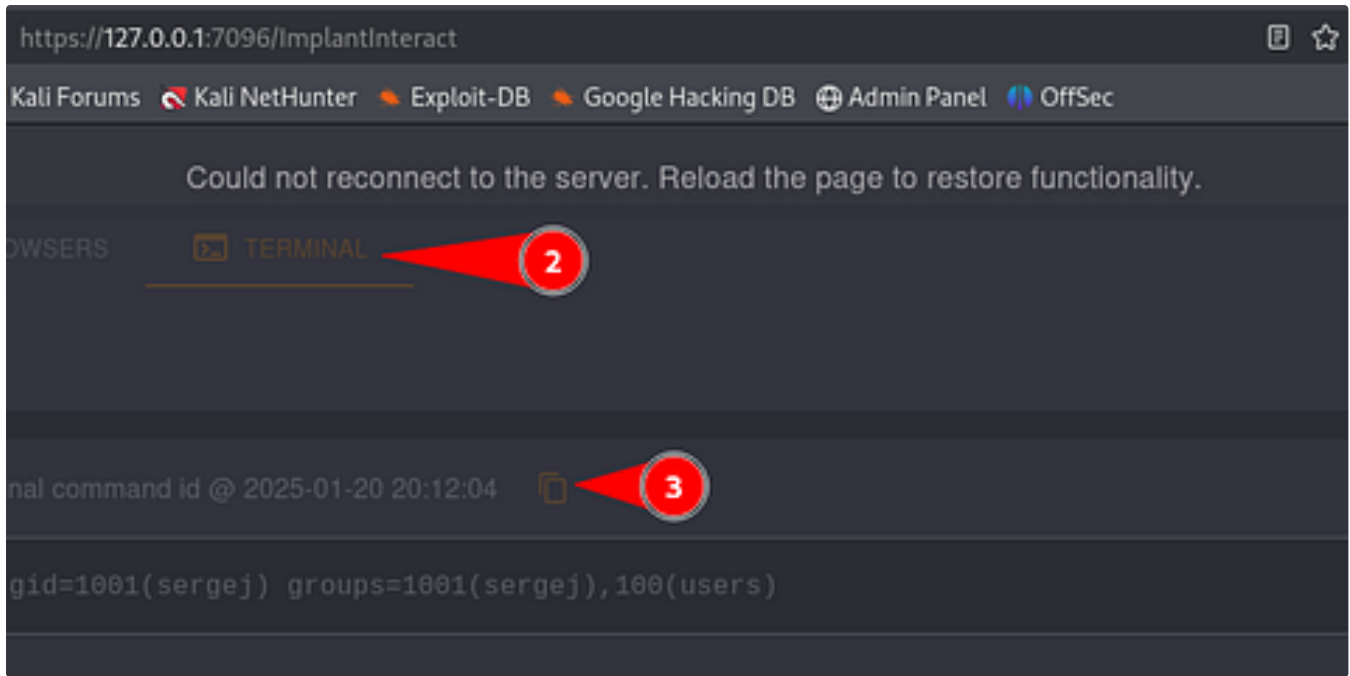 https://127.0.0.1:7096/ImplantInteract
Kali Forums Kali NetHunter Exploit-DB Google Hacking DB Admin Panel OffSec
Could not reconnect to the server. Reload the page to restore functionality.
OWSERS TERMINAL 2
nal command id @ 2025-01-20 20:12:04 3
gid=1001(sergej) groups=1001(sergej),100(users)